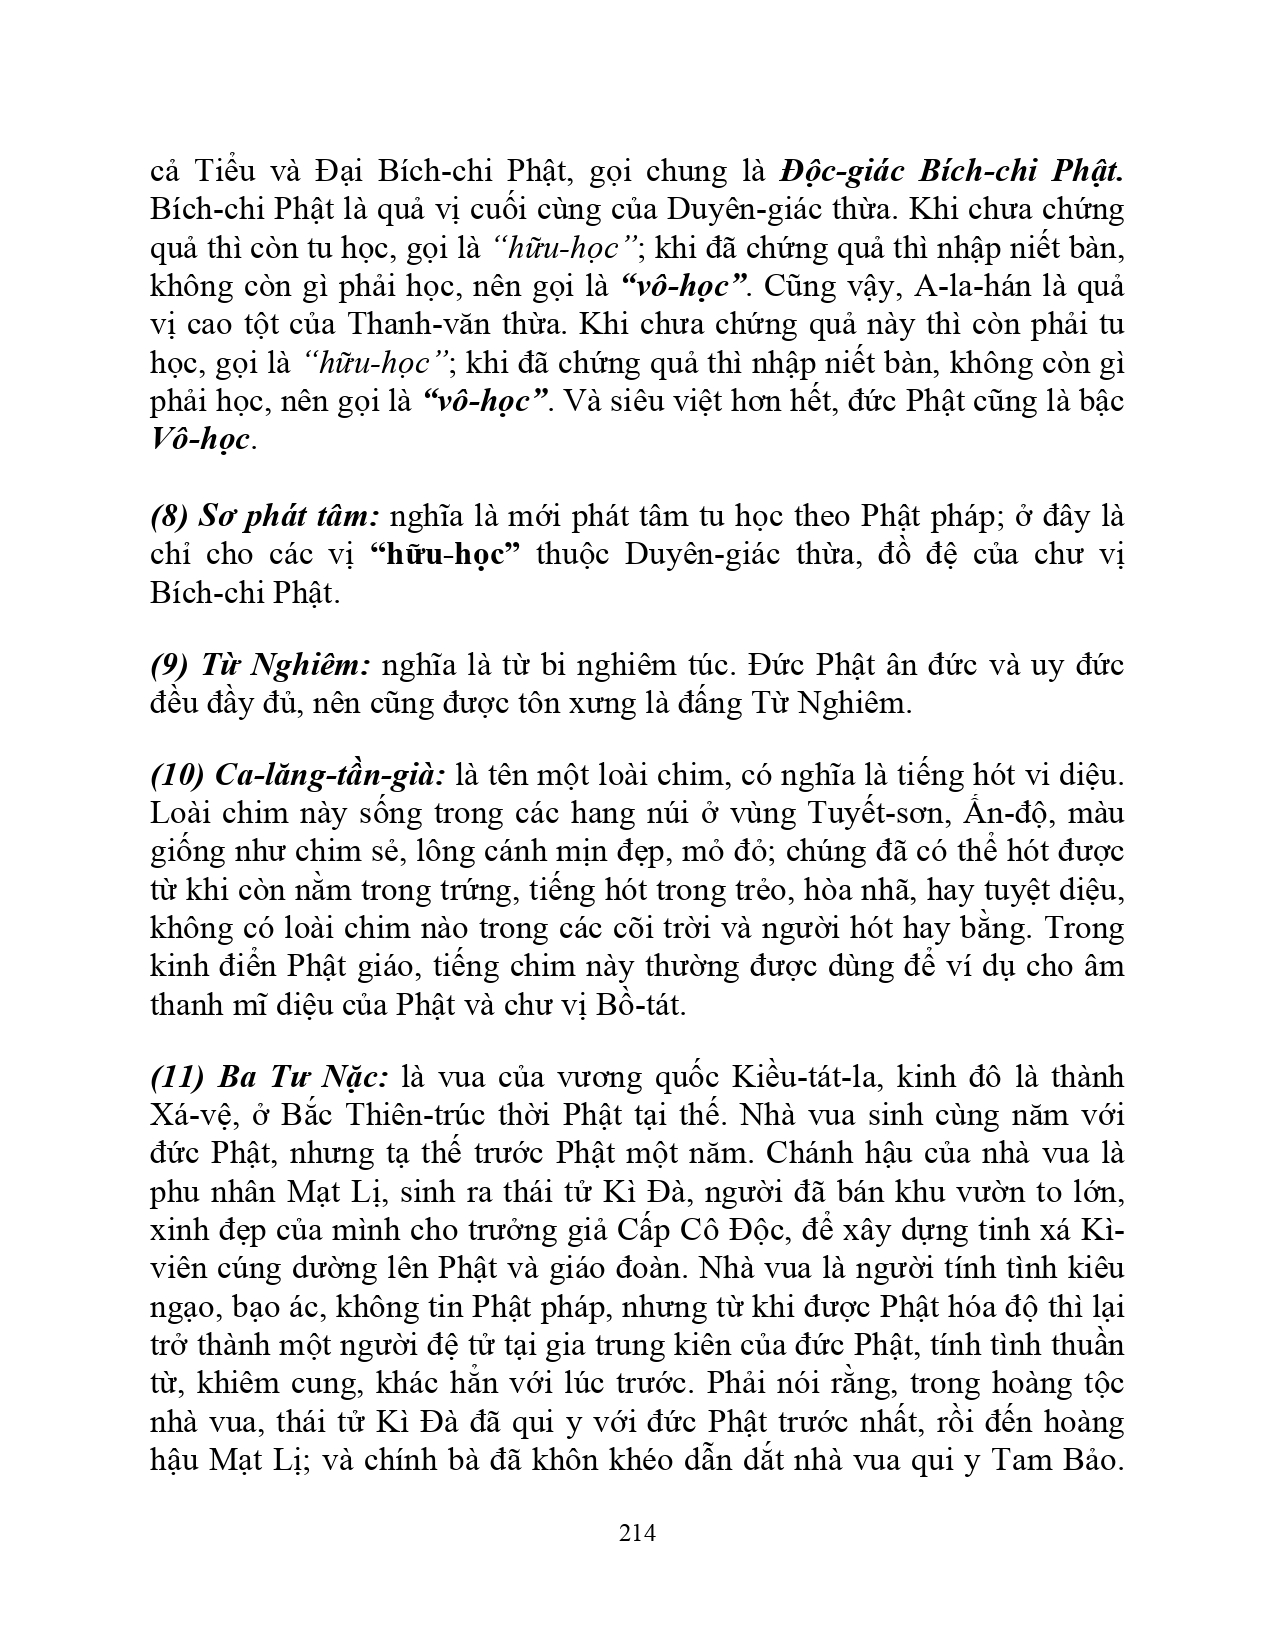 cả Tiểu và Đại Bích-chi Phật, gọi chung là Độc-giác Bích-chi Phật.
Bích-chi Phật là quả vị cuối cùng của Duyên-giác thừa. Khi chưa chứng
quả thì còn tu học, gọi là “hữu-học”; khi đã chứng quả thì nhập niết bàn,
không còn gì phải học, nên gọi là “vô-học”. Cũng vậy, A-la-hán là quả
vị cao tột của Thanh-văn thừa. Khi chưa chứng quả này thì còn phải tu
học, gọi là “hữu-học”; khi đã chứng quả thì nhập niết bàn, không còn gì
phải học, nên gọi là “vô-học”. Và siêu việt hơn hết, đức Phật cũng là bậc
Vô-học.
(8) Sơ phát tâm: nghĩa là mới phát tâm tu học theo Phật pháp; ở đây là
chỉ cho các vị “hữu-học” thuộc Duyên-giác thừa, đồ đệ của chư vị
Bích-chi Phật.
(9) Từ Nghiêm: nghĩa là từ bi nghiêm túc. Đức Phật ân đức và uy đức
đều đầy đủ, nên cũng được tôn xưng là đấng Từ Nghiêm.
(10) Ca-lăng-tần-già: là tên một loài chim, có nghĩa là tiếng hót vi diệu.
Loài chim này sống trong các hang núi ở vùng Tuyết-sơn, Ấn-độ, màu
giống như chim sẻ, lông cánh mịn đẹp, mỏ đỏ; chúng đã có thể hót được
từ khi còn nằm trong trứng, tiếng hót trong trẻo, hòa nhã, hay tuyệt diệu,
không có loài chim nào trong các cõi trời và người hót hay bằng. Trong
kinh điển Phật giáo, tiếng chim này thường được dùng để ví dụ cho âm
thanh mĩ diệu của Phật và chư vị Bồ-tát.
(11) Ba Tư Nặc: là vua của vương quốc Kiều-tát-la, kinh đô là thành
Xá-vệ, ở Bắc Thiên-trúc thời Phật tại thế. Nhà vua sinh cùng năm với
đức Phật, nhưng tạ thế trước Phật một năm. Chánh hậu của nhà vua là
phu nhân Mạt Lị, sinh ra thái tử Kì Đà, người đã bán khu vườn to lớn,
xinh đẹp của mình cho trưởng giả Cấp Cô Độc, để xây dựng tinh xá Kì-
viên cúng dường lên Phật và giáo đoàn. Nhà vua là người tính tình kiêu
ngạo, bạo ác, không tin Phật pháp, nhưng từ khi được Phật hóa độ thì lại
trở thành một người đệ tử tại gia trung kiên của đức Phật, tính tình thuần
từ, khiêm cung, khác hẳn với lúc trước. Phải nói rằng, trong hoàng tộc
nhà vua, thái tử Kì Đà đã qui y với đức Phật trước nhất, rồi đến hoàng
hậu Mạt Lị; và chính bà đã khôn khéo dẫn dắt nhà vua qui y Tam Bảo.
214